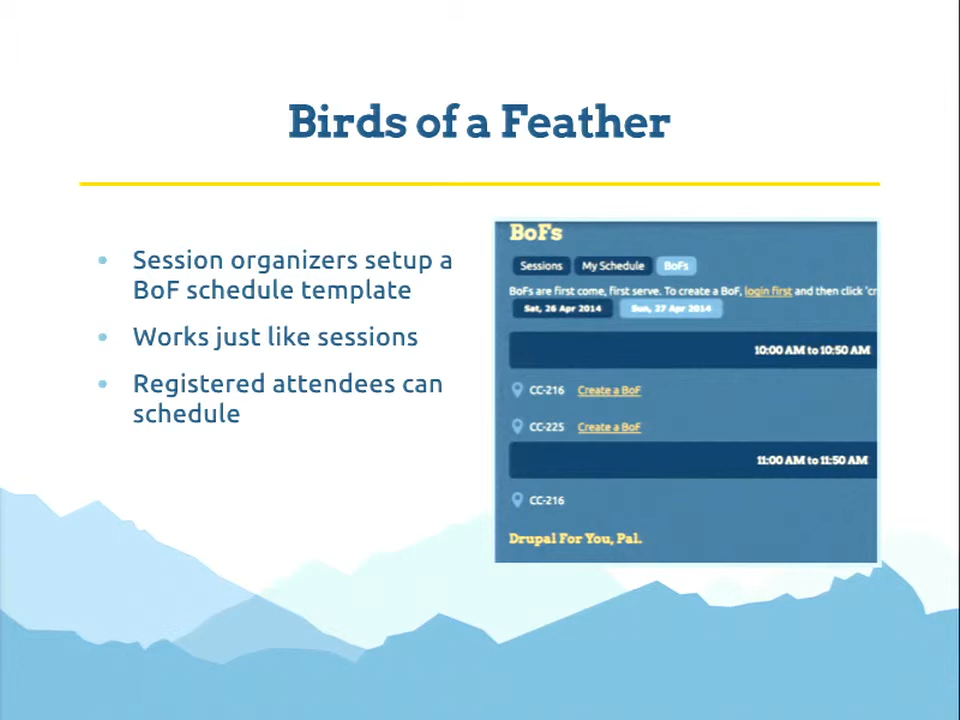 Birds of a Feather
Session organizers setup a
BoF schedule template
Works just like sessions
Registered attendees can
schedule
BoFs
Sessions My Schedule BoFs
BoFs are first come, first serve. To create a BoF, login first and then click 'cr
Sat, 26 Apr 2014 Sun, 27 Apr 2014
10:00 AM to 10:50 AM
CC-216 Create a BoF
CC-225 Create a BoF
11:00 AM to 11:50 AM
CC-216
Drupal For You, Pal.